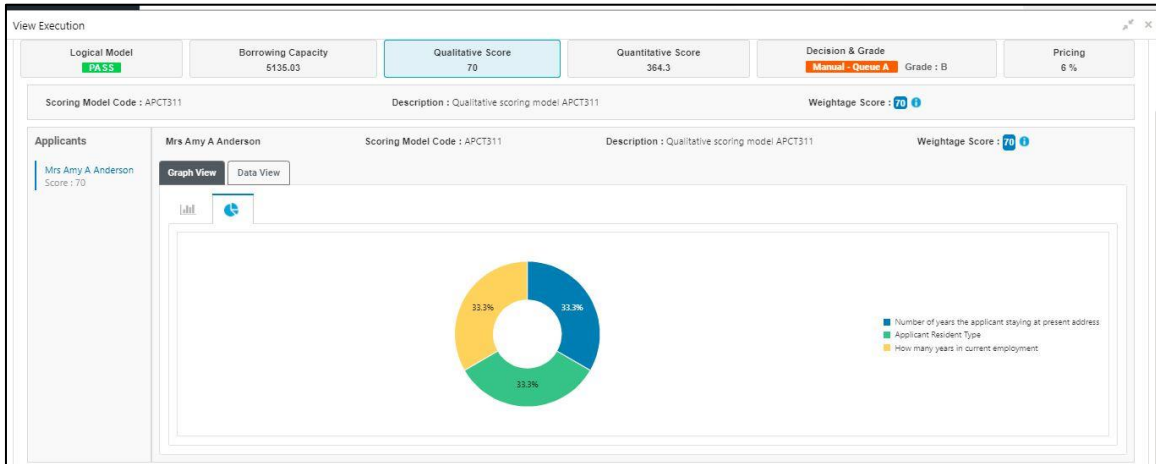 View Execution
Logical Model
PASS
Borrowing Capacity
5135.03
Qualitative Score
70
Quantitative Score
364.3
Decision & Grade
Manual - Queue A Grade : B
Pricing
6 %
Scoring Model Code : APCT311 Description : Qualitative scoring model APCT311 Weightage Score : 70
Applicants
Mrs Amy A Anderson
Score : 70
Mrs Amy A Anderson Scoring Model Code : APCT311 Description : Qualitative scoring model APCT311 Weightage Score : 70
Graph View Data View
33.3% 33.3%
33.3%
Number of years the applicant staying at present address
Applicant Resident Type
How many years in current employment